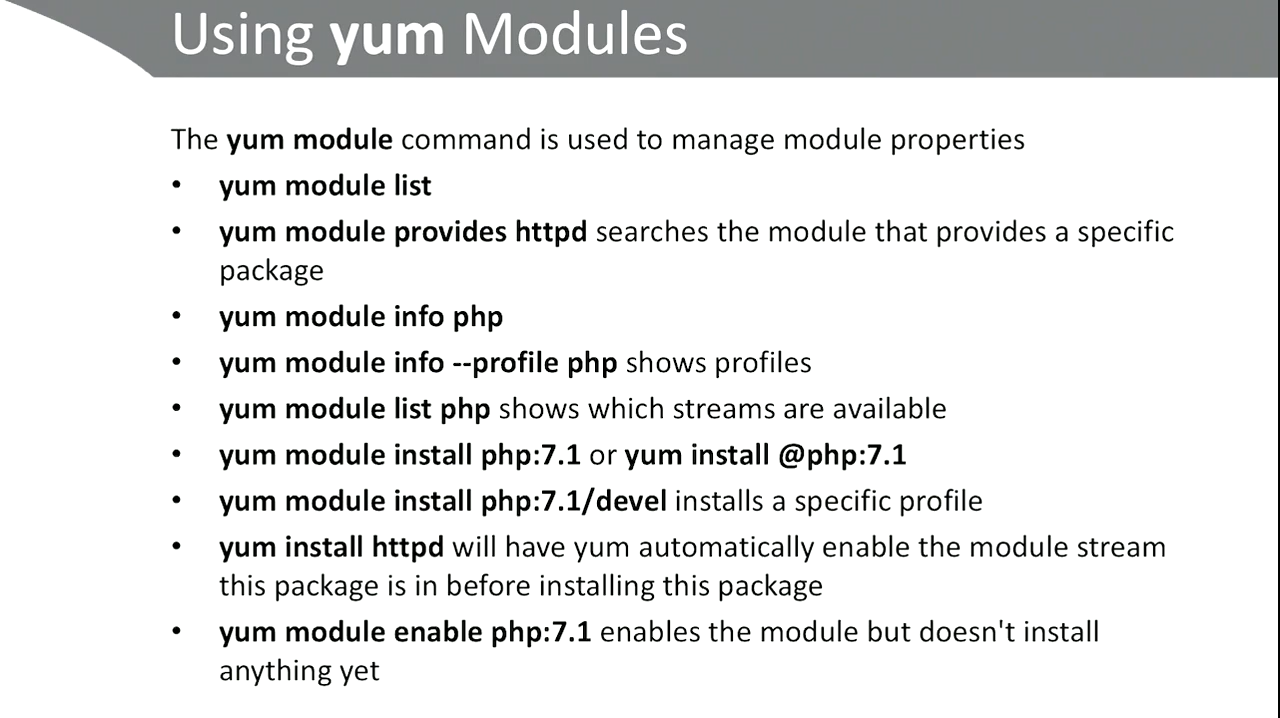 Using yum Modules
The yum module command is used to manage module properties
• yum module list
• yum module provides httpd searches the module that provides a specific
package
• yum module info php
• yum module info --profile php shows profiles
• yum module list php shows which streams are available
• yum module install php:7.1 or yum install @php:7.1
• yum module install php:7.1/devel installs a specific profile
• yum install httpd will have yum automatically enable the module stream
this package is in before installing this package
• yum module enable php:7.1 enables the module but doesn't install
anything yet